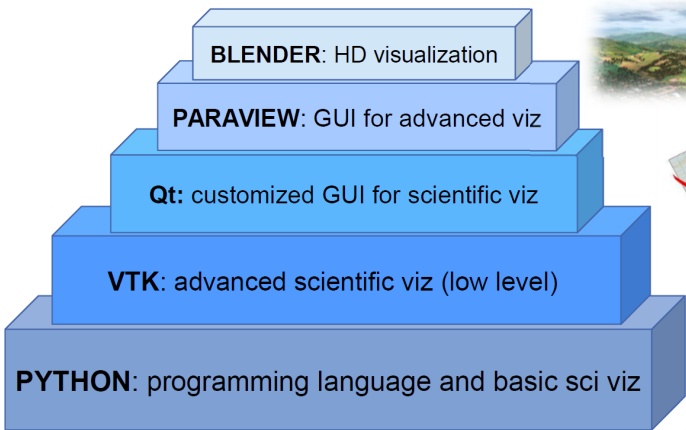 BLENDER: HD visualization
PARAVIEW: GUI for advanced viz
Qt: customized GUI for scientific viz
VTK: advanced scientific viz (low level)
PYTHON: programming language and basic sci viz